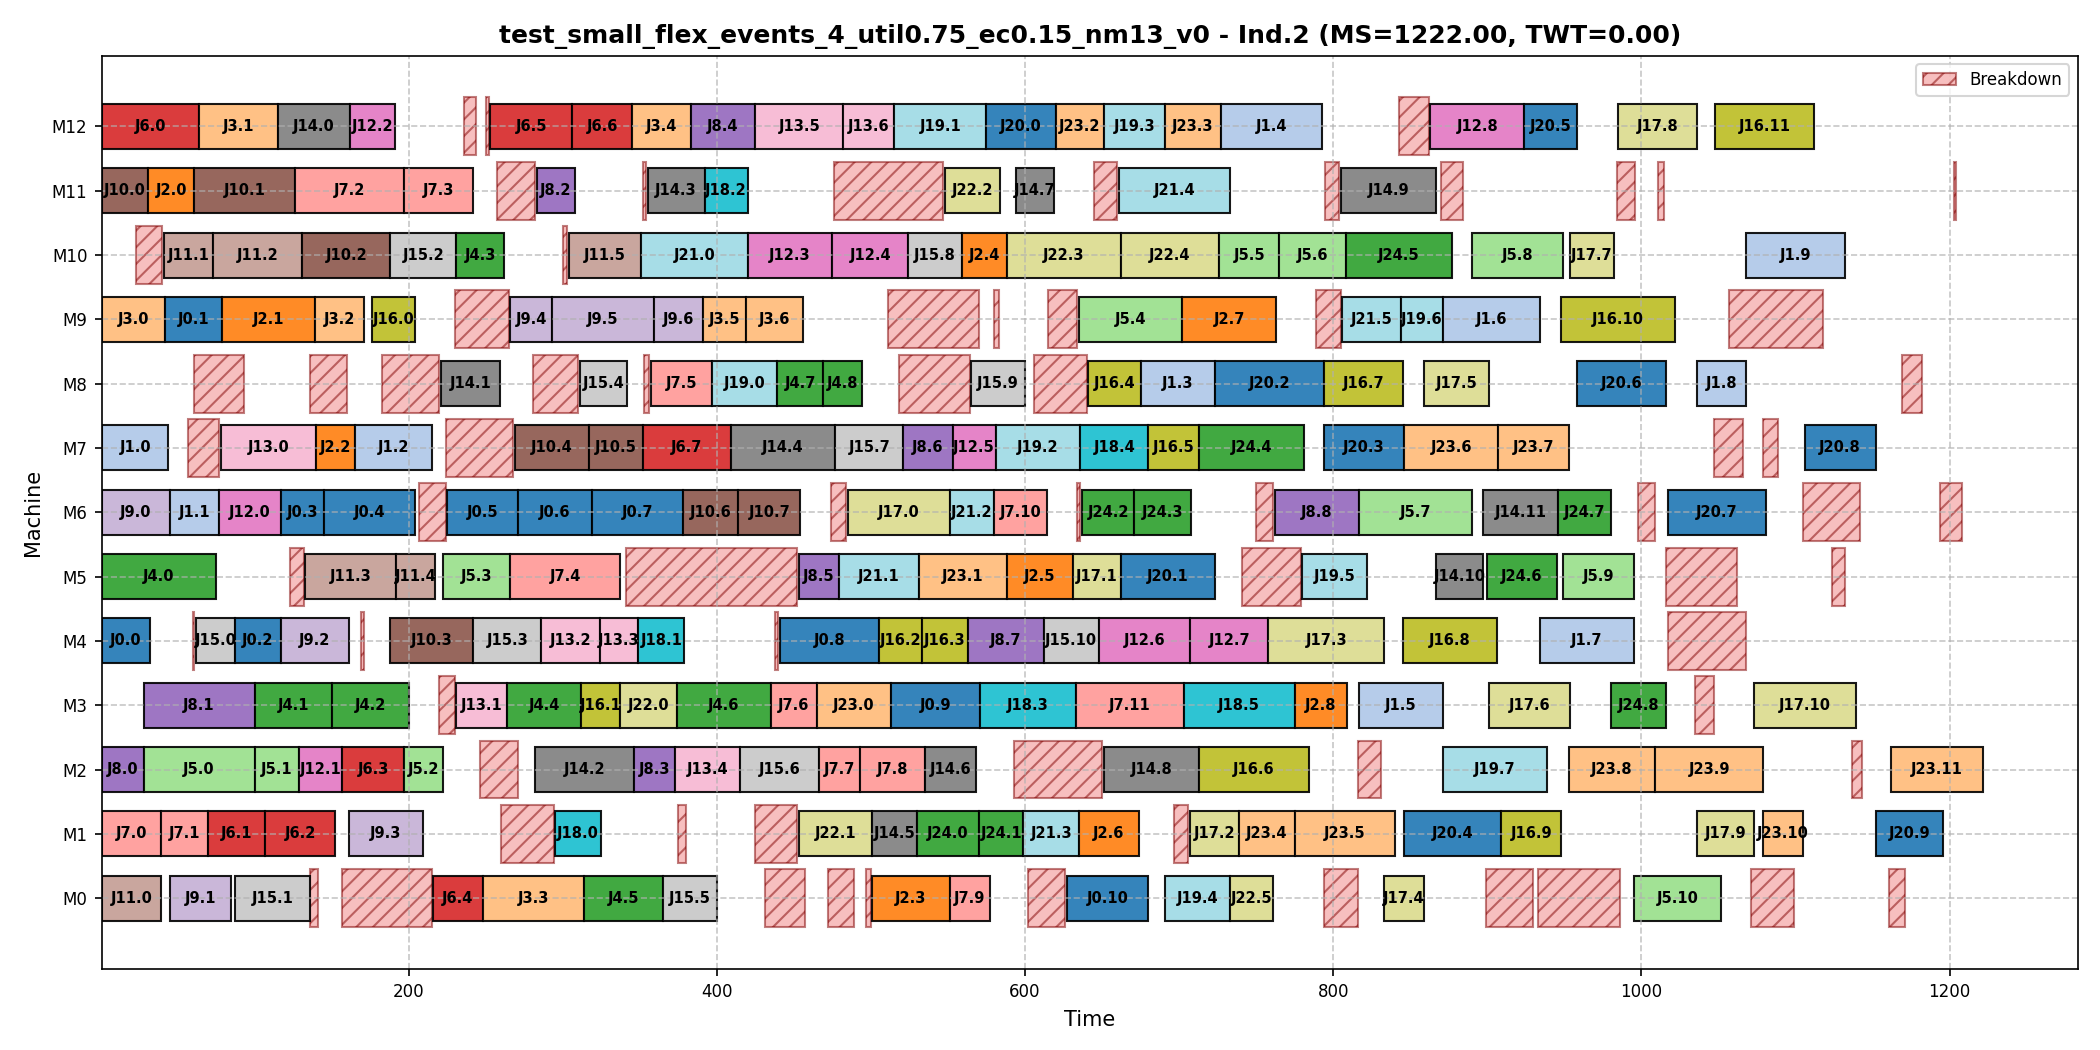 test_small_flex_events_4_util0.75_ec0.15_nm13_v0 - Ind.2 (MS=1222.00, TWT=0.00)
Breakdown
M12 J6.0 J3.1 J14.0 J12.2 J6.5 J6.6 J3.4 J8.4 J13.5 J13.6 J19.1 J20.0 J23.2 J19.3 J23.3 J1.4 J12.8 J20.5 J17.8 J16.11
M11 J10.0 J2.0 J10.1 J7.2 J7.3 J8.2 J14.3 J18.2 J22.2 J14.7 J21.4 J14.9
M10 J11.1 J11.2 J10.2 J15.2 J4.3 J11.5 J21.0 J12.3 J12.4 J15.8 J2.4 J22.3 J22.4 J5.5 J5.6 J24.5 J5.8 J17.7 J1.9
M9 J3.0 J0.1 J2.1 J3.2 J16.0 J9.4 J9.5 J9.6 J3.5 J3.6 J5.4 J2.7 J21.5 J19.6 J1.6 J16.10
M8 J14.1 J15.4 J7.5 J19.0 J4.7 J4.8 J15.9 J16.4 J1.3 J20.2 J16.7 J17.5 J20.6 J1.8
M7 J1.0 J13.0 J2.2 J1.2 J10.4 J10.5 J6.7 J14.4 J15.7 J8.6 J12.5 J19.2 J18.4 J16.5 J24.4 J20.3 J23.6 J23.7 J20.8
M6 J9.0 J1.1 J12.0 J0.3 J0.4 J0.5 J0.6 J0.7 J10.6 J10.7 J17.0 J21.2 J7.10 J24.2 J24.3 J8.8 J5.7 J14.11 J24.7 J20.7
M5 J4.0 J11.3 J11.4 J5.3 J7.4 J8.5 J21.1 J23.1 J2.5 J17.1 J20.1 J19.5 J14.10 J24.6 J5.9
M4 J0.0 J15.0 J0.2 J9.2 J10.3 J15.3 J13.2 J13.3 J18.1 J0.8 J16.2 J16.3 J8.7 J15.10 J12.6 J12.7 J17.3 J16.8 J1.7
M3 J8.1 J4.1 J4.2 J13.1 J4.4 J16.1 J22.0 J4.6 J7.6 J23.0 J0.9 J18.3 J7.11 J18.5 J2.8 J1.5 J17.6 J24.8 J17.10
M2 J8.0 J5.0 J5.1 J12.1 J6.3 J5.2 J14.2 J8.3 J13.4 J15.6 J7.7 J7.8 J14.6 J14.8 J16.6 J19.7 J23.8 J23.9 J23.11
M1 J7.0 J7.1 J6.1 J6.2 J9.3 J18.0 J22.1 J14.5 J24.0 J24.1 J21.3 J2.6 J17.2 J23.4 J23.5 J20.4 J16.9 J17.9 J23.10 J20.9
M0 J11.0 J9.1 J15.1 J6.4 J3.3 J4.5 J15.5 J2.3 J7.9 J0.10 J19.4 J22.5 J17.4 J5.10
200 400 600 800 1000 1200
Time
Machine